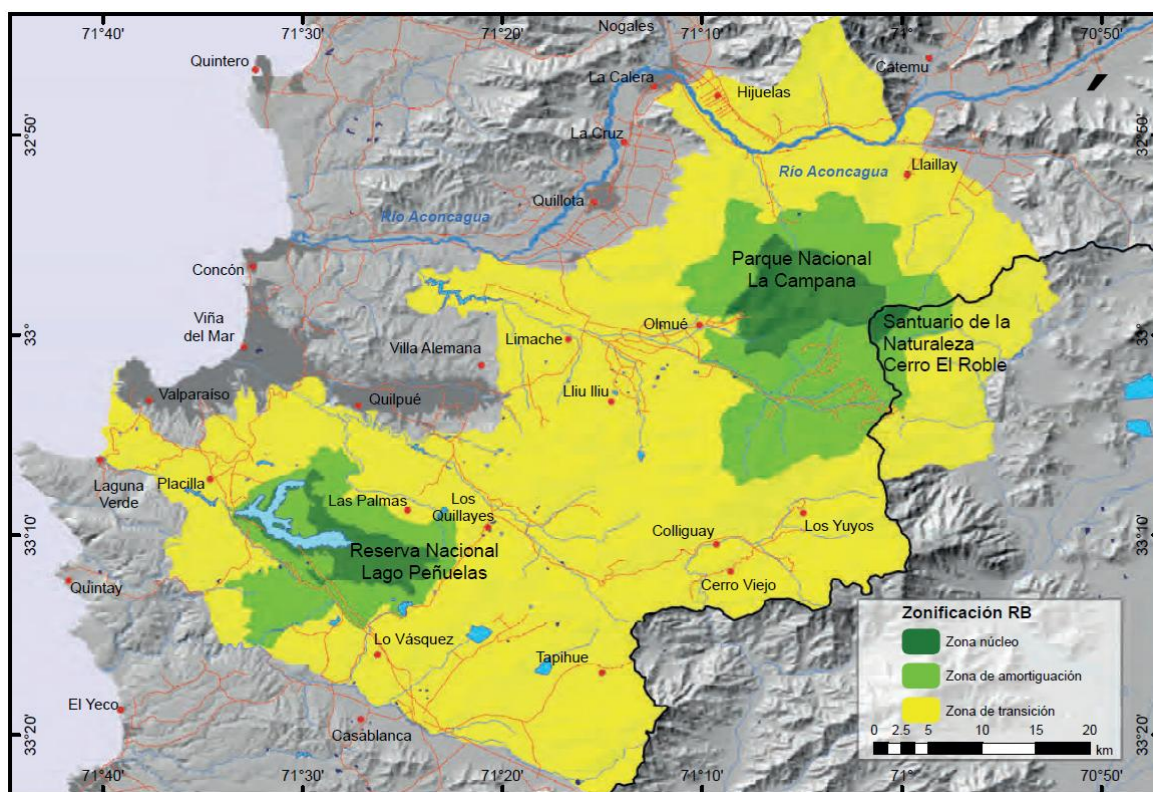 71°40'
71°30'
71°20'
71°10'
71°
70°50'
Nogales
Quintero
Catemu
La Calera
Hijuelas
32°50'
32°50'
La Cruz
Llaillay
Río Aconcagua
Quillota
Río Aconcagua
Parque Nacional
La Campana
Concón
Viña
del Mar
Olmué
Santuario de la
Naturaleza
Cerro El Roble
33°
33°
Limache
Villa Alemana
Valparaíso
Quilpué
Lliu lliu
Laguna
Verde
Placilla
Las Palmas
Los
Quillayes
Los Yuyos
Colliguay
33°10'
33°10'
Reserva Nacional
Lago Peñuelas
Quintay
Cerro Viejo
Zonificación RB
Zona núcleo
Zona de amortiguación
Zona de transición
0 2.5 5 10 15 20
km
Lo Vásquez
Tapihue
El Yeco
Casablanca
33°20'
33°20'
71°40'
71°30'
71°20'
71°10'
71°
70°50'